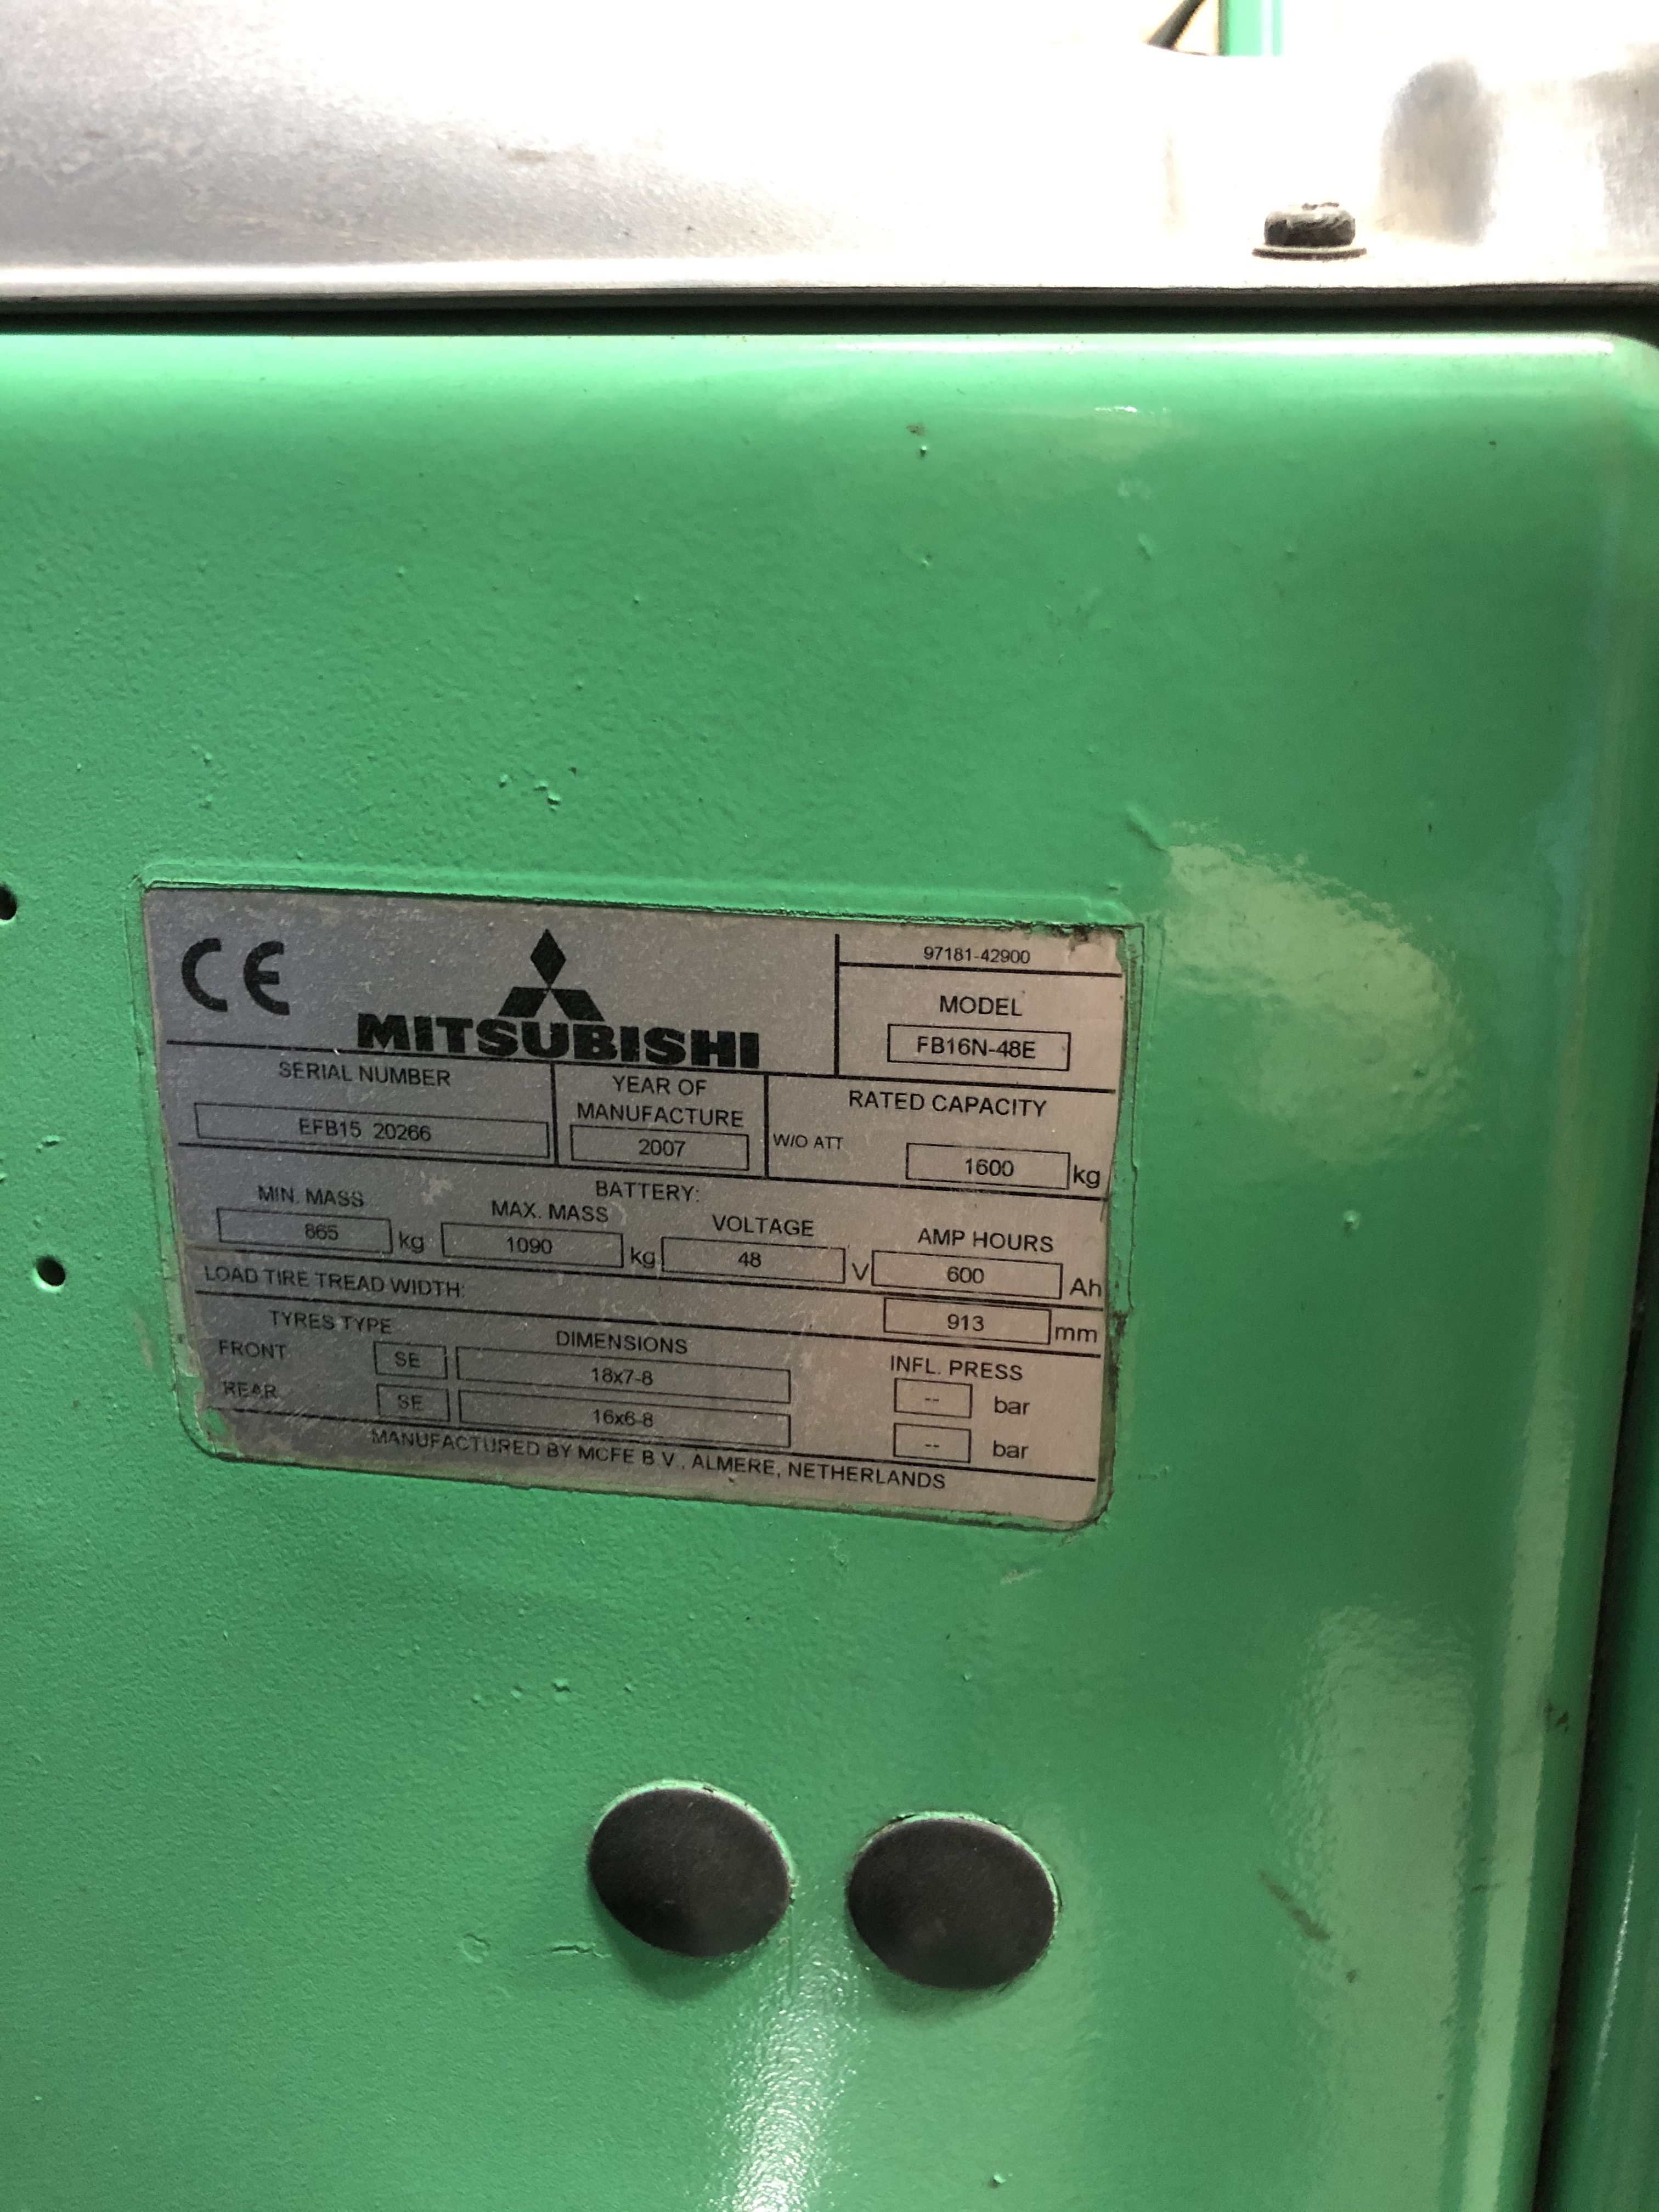 CE
MITSUBISHI
97181-42900
MODEL
FB16N-48E
SERIAL NUMBER
EFB15 20266
YEAR OF
MANUFACTURE
2007
RATED CAPACITY
W/O ATT 1600 kg
BATTERY:
MIN. MASS MAX. MASS VOLTAGE AMP HOURS
865 kg 1090 kg 48 V 600 Ah
LOAD TIRE TREAD WIDTH: 913 mm
TYRES TYPE DIMENSIONS INFL. PRESS
FRONT SE 18x7-8 -- bar
REAR SE 16x6-8 -- bar
MANUFACTURED BY MCFE B.V., ALMERE, NETHERLANDS